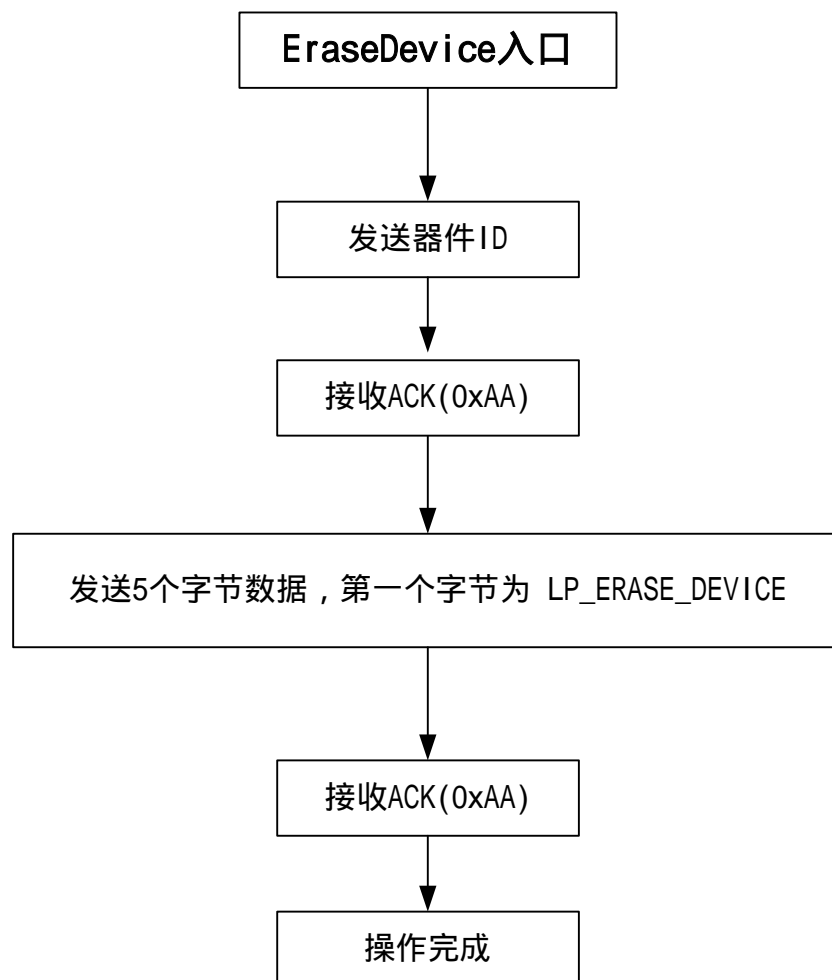 EraseDevice入口
发送器件ID
接收ACK(0xAA)
发送5个字节数据，第一个字节为 LP_ERASE_DEVICE
接收ACK(0xAA)
操作完成